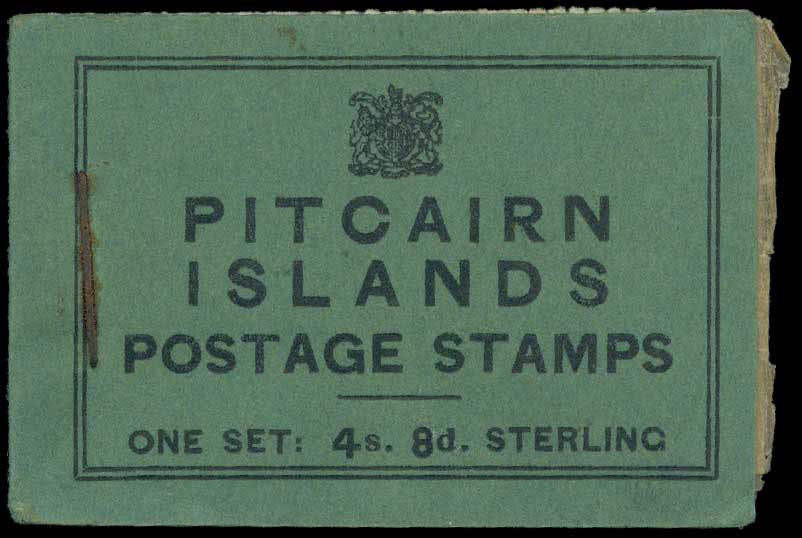 PITCAIRN
ISLANDS
POSTAGE STAMPS
ONE SET: 4s. 8d. STERLING